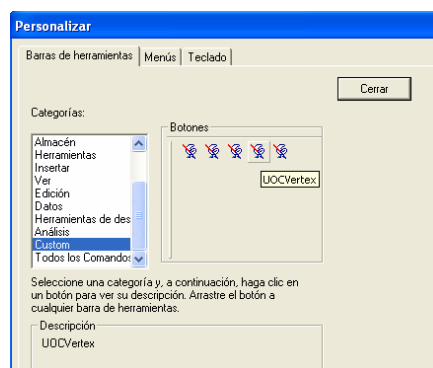 Personalizar
Barras de herramientas
Menús
Teclado
Cerrar
Categorías:
Botones
Almacén
Herramientas
Insertar
Ver
Edición
Datos
Herramientas de des
Análisis
Custom
Todos los Comandos
UOCVertex
Seleccione una categoría y, a continuación, haga clic en
un botón para ver su descripción. Arrastre el botón a
cualquier barra de herramientas.
Descripción
UOCVertex